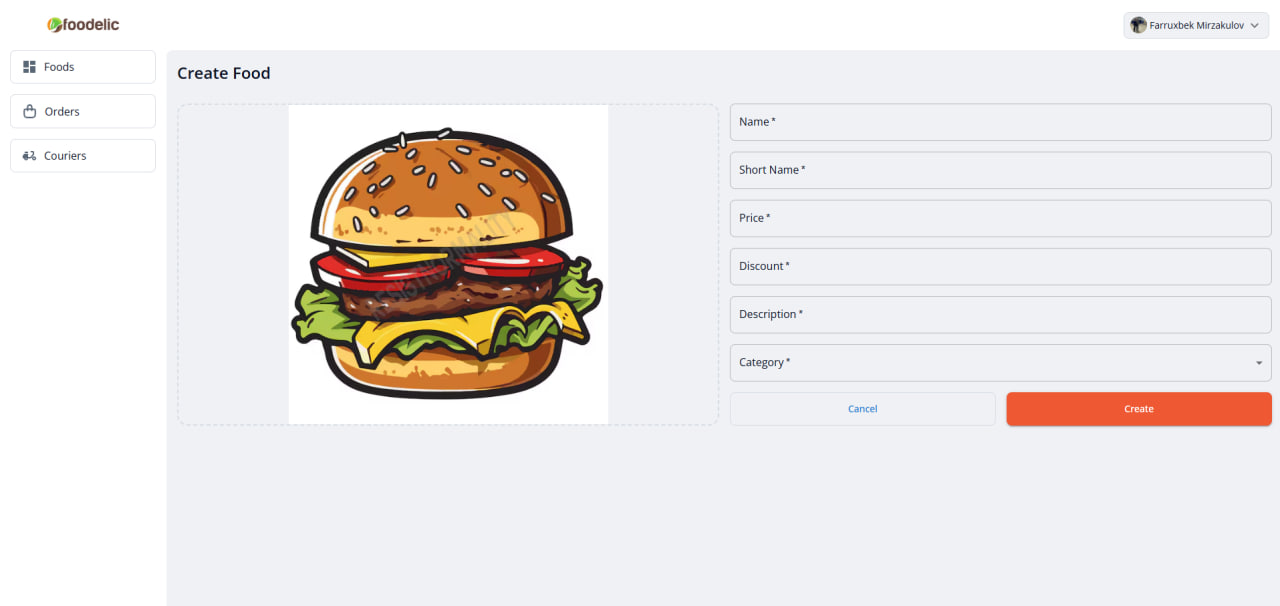 foodelic
Farruxbek Mirzakulov
Foods
Orders
Couriers
Create Food
Name *
Short Name *
Price *
Discount *
Description *
Category *
Cancel
Create